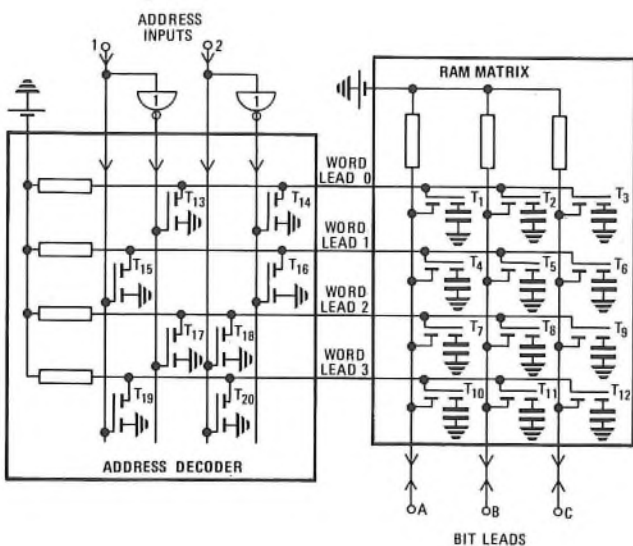 ADDRESS
INPUTS
1
2
1
1
RAM MATRIX
WORD
LEAD 0
T13
T14
T1
T2
T3
WORD
LEAD 1
T15
T16
T4
T5
T6
WORD
LEAD 2
T17
T18
T7
T8
T9
WORD
LEAD 3
T19
T20
T10
T11
T12
ADDRESS DECODER
A
B
C
BIT LEADS